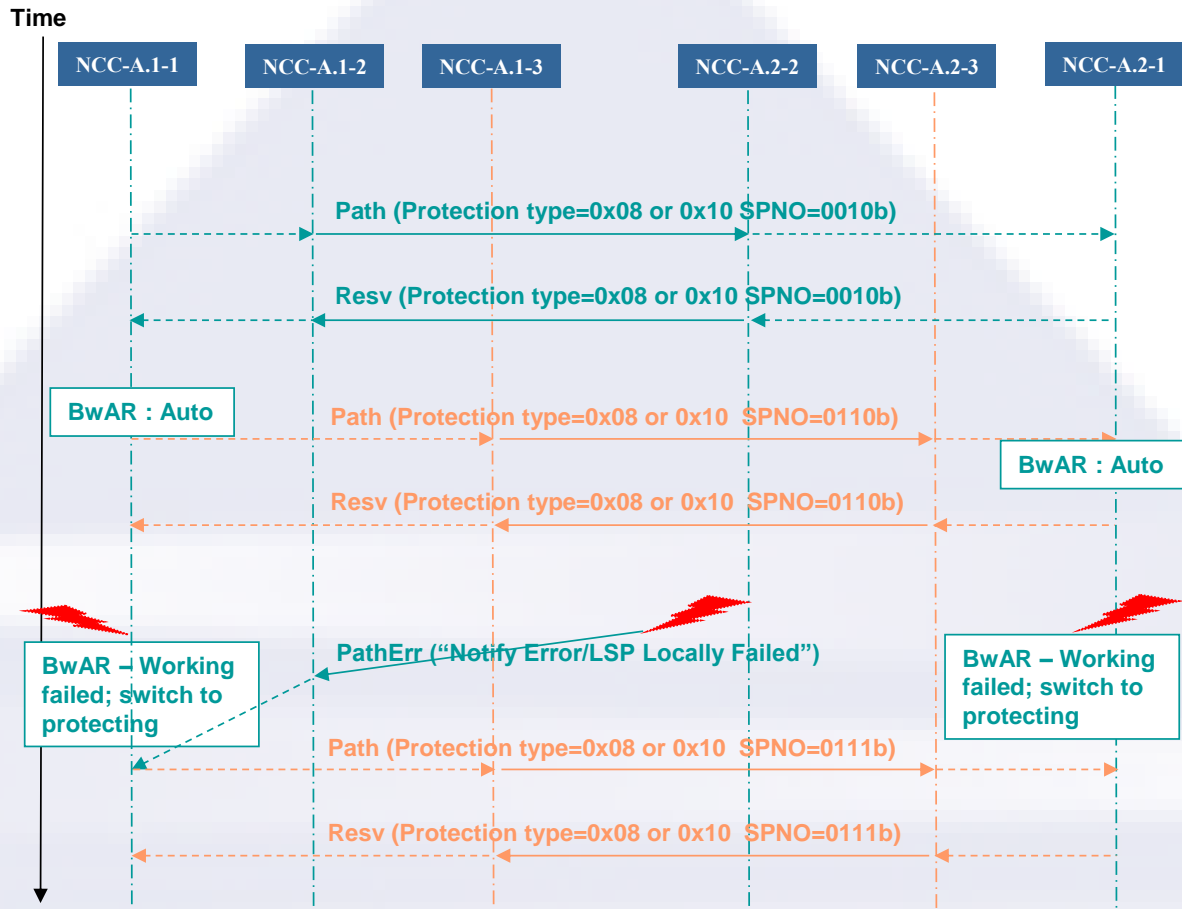 Time
NCC-A.1-1
NCC-A.1-2
NCC-A.1-3
NCC-A.2-2
NCC-A.2-3
NCC-A.2-1
Path (Protection type=0x08 or 0x10 SPNO=0010b)
Resv (Protection type=0x08 or 0x10 SPNO=0010b)
BwAR : Auto
Path (Protection type=0x08 or 0x10 SPNO=0110b)
BwAR : Auto
Resv (Protection type=0x08 or 0x10 SPNO=0110b)
PathErr (“Notify Error/LSP Locally Failed”)
BwAR – Working
failed; switch to
protecting
BwAR – Working
failed; switch to
protecting
Path (Protection type=0x08 or 0x10 SPNO=0111b)
Resv (Protection type=0x08 or 0x10 SPNO=0111b)